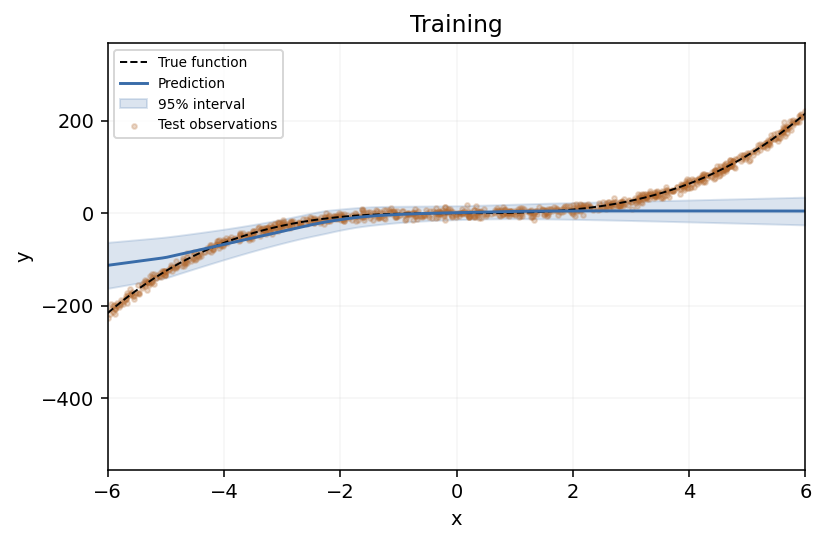 Training
True function
Prediction
95% interval
Test observations
y
200
0
−200
−400
−6
−4
−2
0
2
4
6
x